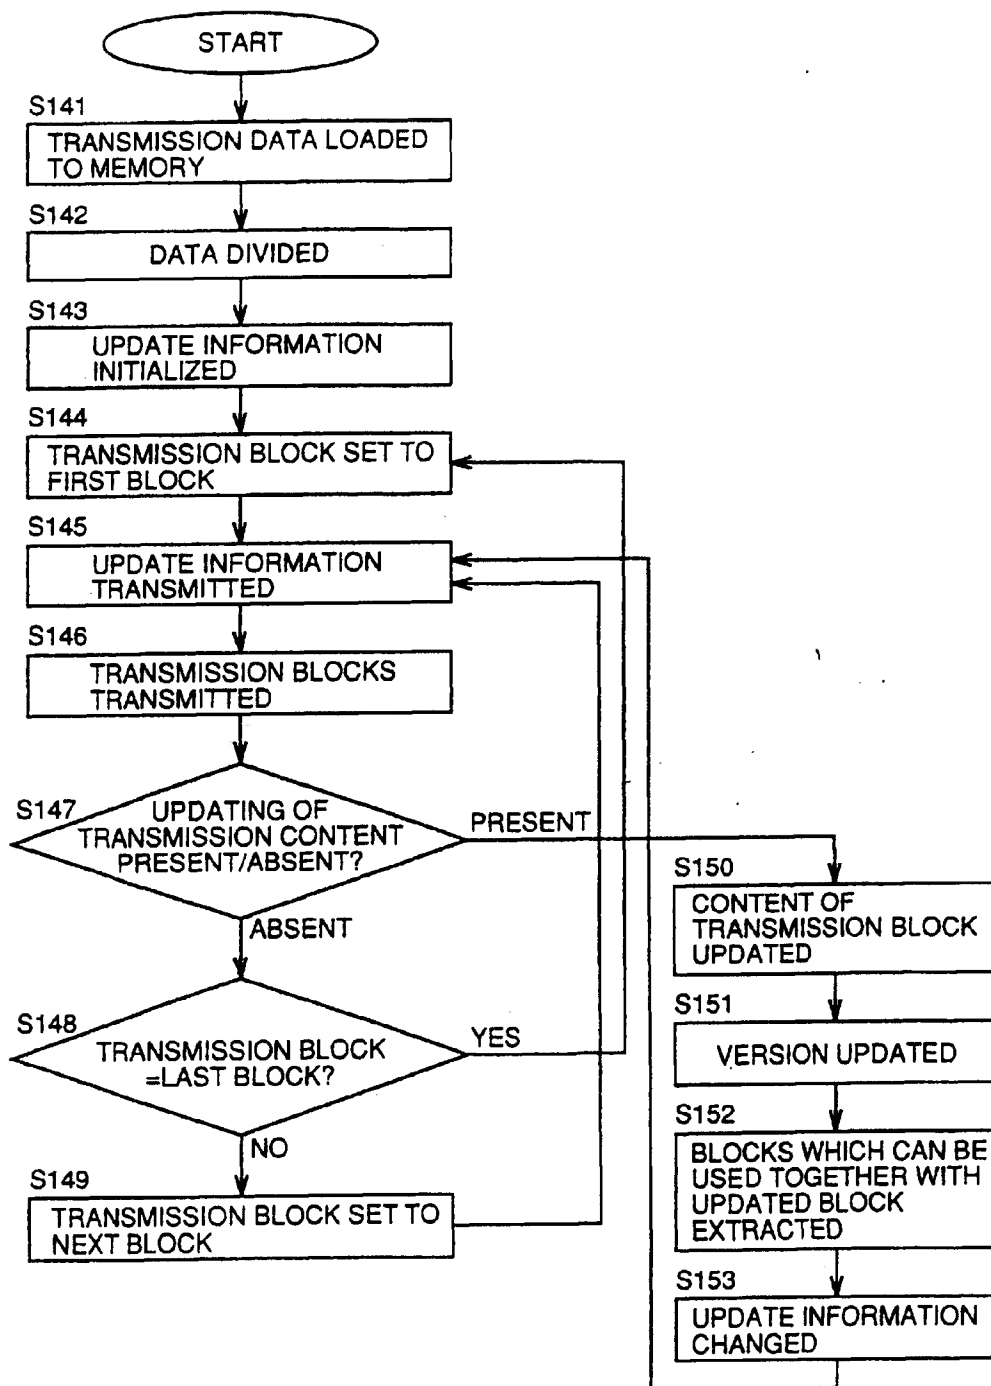 START
S141
TRANSMISSION DATA LOADED
TO MEMORY
S142
DATA DIVIDED
S143
UPDATE INFORMATION
INITIALIZED
S144
TRANSMISSION BLOCK SET TO
FIRST BLOCK
S145
UPDATE INFORMATION
TRANSMITTED
S146
TRANSMISSION BLOCKS
TRANSMITTED
S147
UPDATING OF
TRANSMISSION CONTENT
PRESENT/ABSENT?
PRESENT
ABSENT
S148
TRANSMISSION BLOCK
=LAST BLOCK?
YES
NO
S149
TRANSMISSION BLOCK SET TO
NEXT BLOCK
S150
CONTENT OF
TRANSMISSION BLOCK
UPDATED
S151
VERSION UPDATED
S152
BLOCKS WHICH CAN BE
USED TOGETHER WITH
UPDATED BLOCK
EXTRACTED
S153
UPDATE INFORMATION
CHANGED